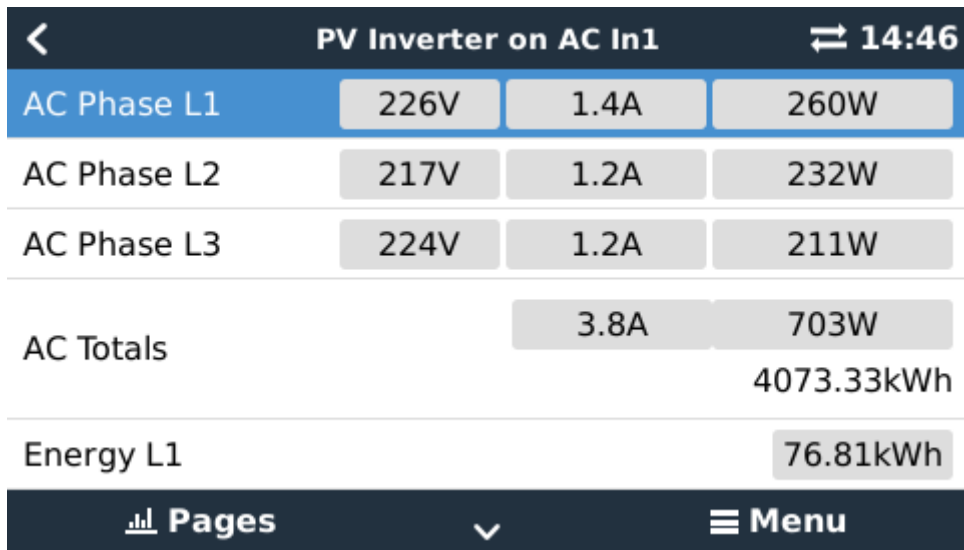 PV Inverter on AC In1 14:46
AC Phase L1 226V 1.4A 260W
AC Phase L2 217V 1.2A 232W
AC Phase L3 224V 1.2A 211W
AC Totals 3.8A 703W
4073.33kWh
Energy L1 76.81kWh
Pages Menu